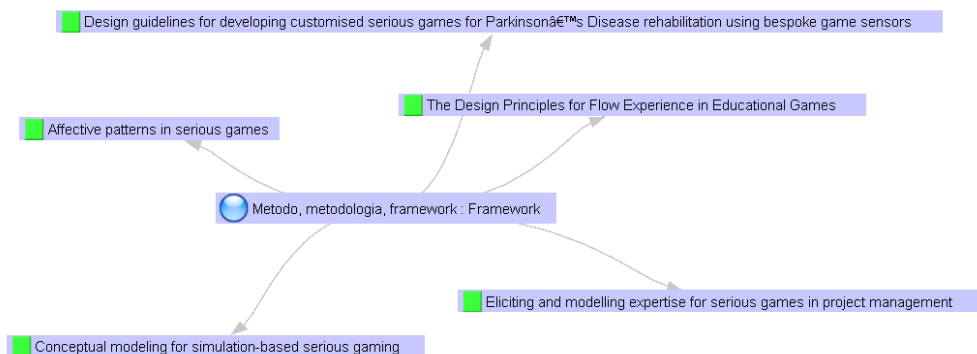 Design guidelines for developing customised serious games for Parkinsonâ€™s Disease rehabilitation using bespoke game sensors
The Design Principles for Flow Experience in Educational Games
Affective patterns in serious games
Metodo, metodologia, framework : Framework
Eliciting and modelling expertise for serious games in project management
Conceptual modeling for simulation-based serious gaming